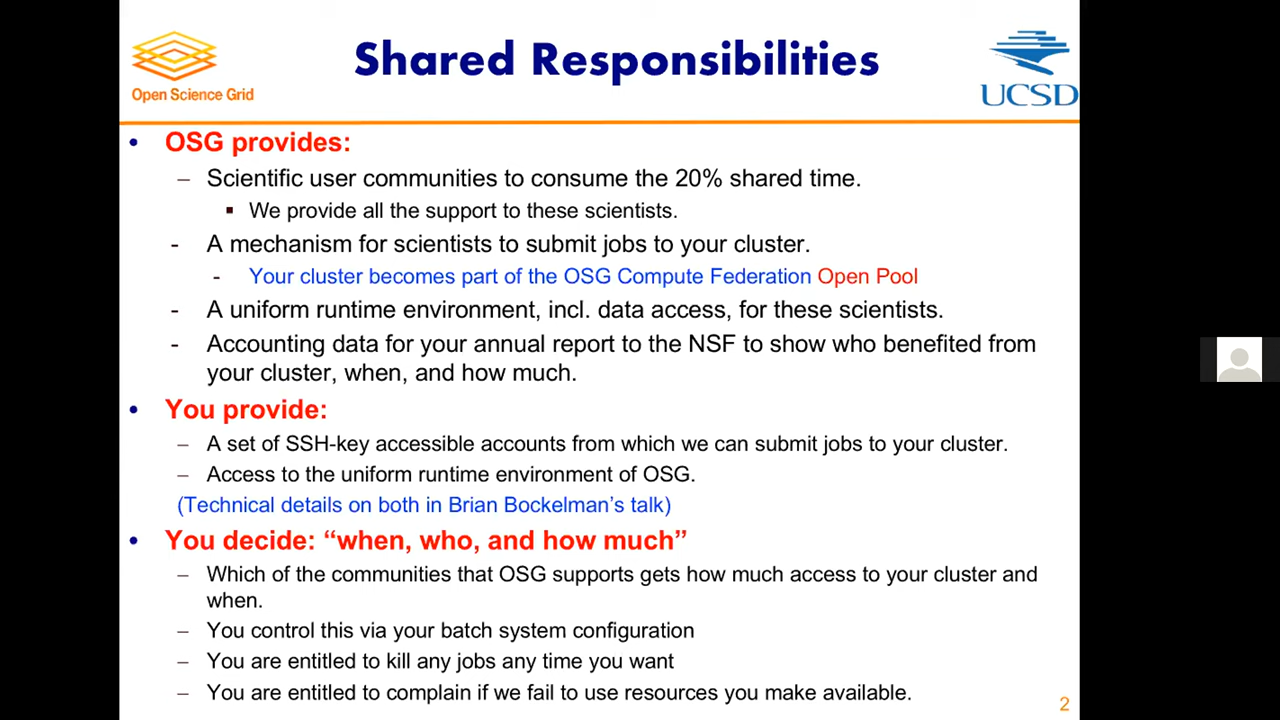 Shared Responsibilities
Open Science Grid
UCSD
• OSG provides:
– Scientific user communities to consume the 20% shared time.
▪ We provide all the support to these scientists.
- A mechanism for scientists to submit jobs to your cluster.
- Your cluster becomes part of the OSG Compute Federation Open Pool
- A uniform runtime environment, incl. data access, for these scientists.
- Accounting data for your annual report to the NSF to show who benefited from
your cluster, when, and how much.
• You provide:
– A set of SSH-key accessible accounts from which we can submit jobs to your cluster.
– Access to the uniform runtime environment of OSG.
(Technical details on both in Brian Bockelman’s talk)
• You decide: “when, who, and how much”
– Which of the communities that OSG supports gets how much access to your cluster and
when.
– You control this via your batch system configuration
– You are entitled to kill any jobs any time you want
– You are entitled to complain if we fail to use resources you make available.
2